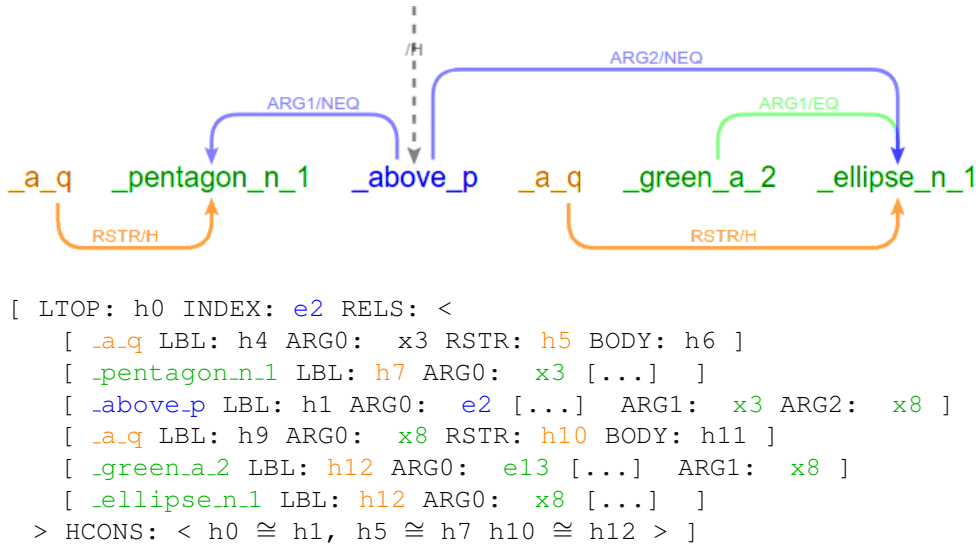 /H
ARG2/NEQ
ARG1/NEQ
ARG1/EQ
_a_q _pentagon_n_1 _above_p _a_q _green_a_2 _ellipse_n_1
RSTR/H RSTR/H
[ LTOP: h0 INDEX: e2 RELS: <
[ _a_q LBL: h4 ARG0: x3 RSTR: h5 BODY: h6 ]
[ _pentagon_n_1 LBL: h7 ARG0: x3 [...] ]
[ _above_p LBL: h1 ARG0: e2 [...] ARG1: x3 ARG2: x8 ]
[ _a_q LBL: h9 ARG0: x8 RSTR: h10 BODY: h11 ]
[ _green_a_2 LBL: h12 ARG0: e13 [...] ARG1: x8 ]
[ _ellipse_n_1 LBL: h12 ARG0: x8 [...] ]
> HCONS: < h0 ≅ h1, h5 ≅ h7 h10 ≅ h12 > ]